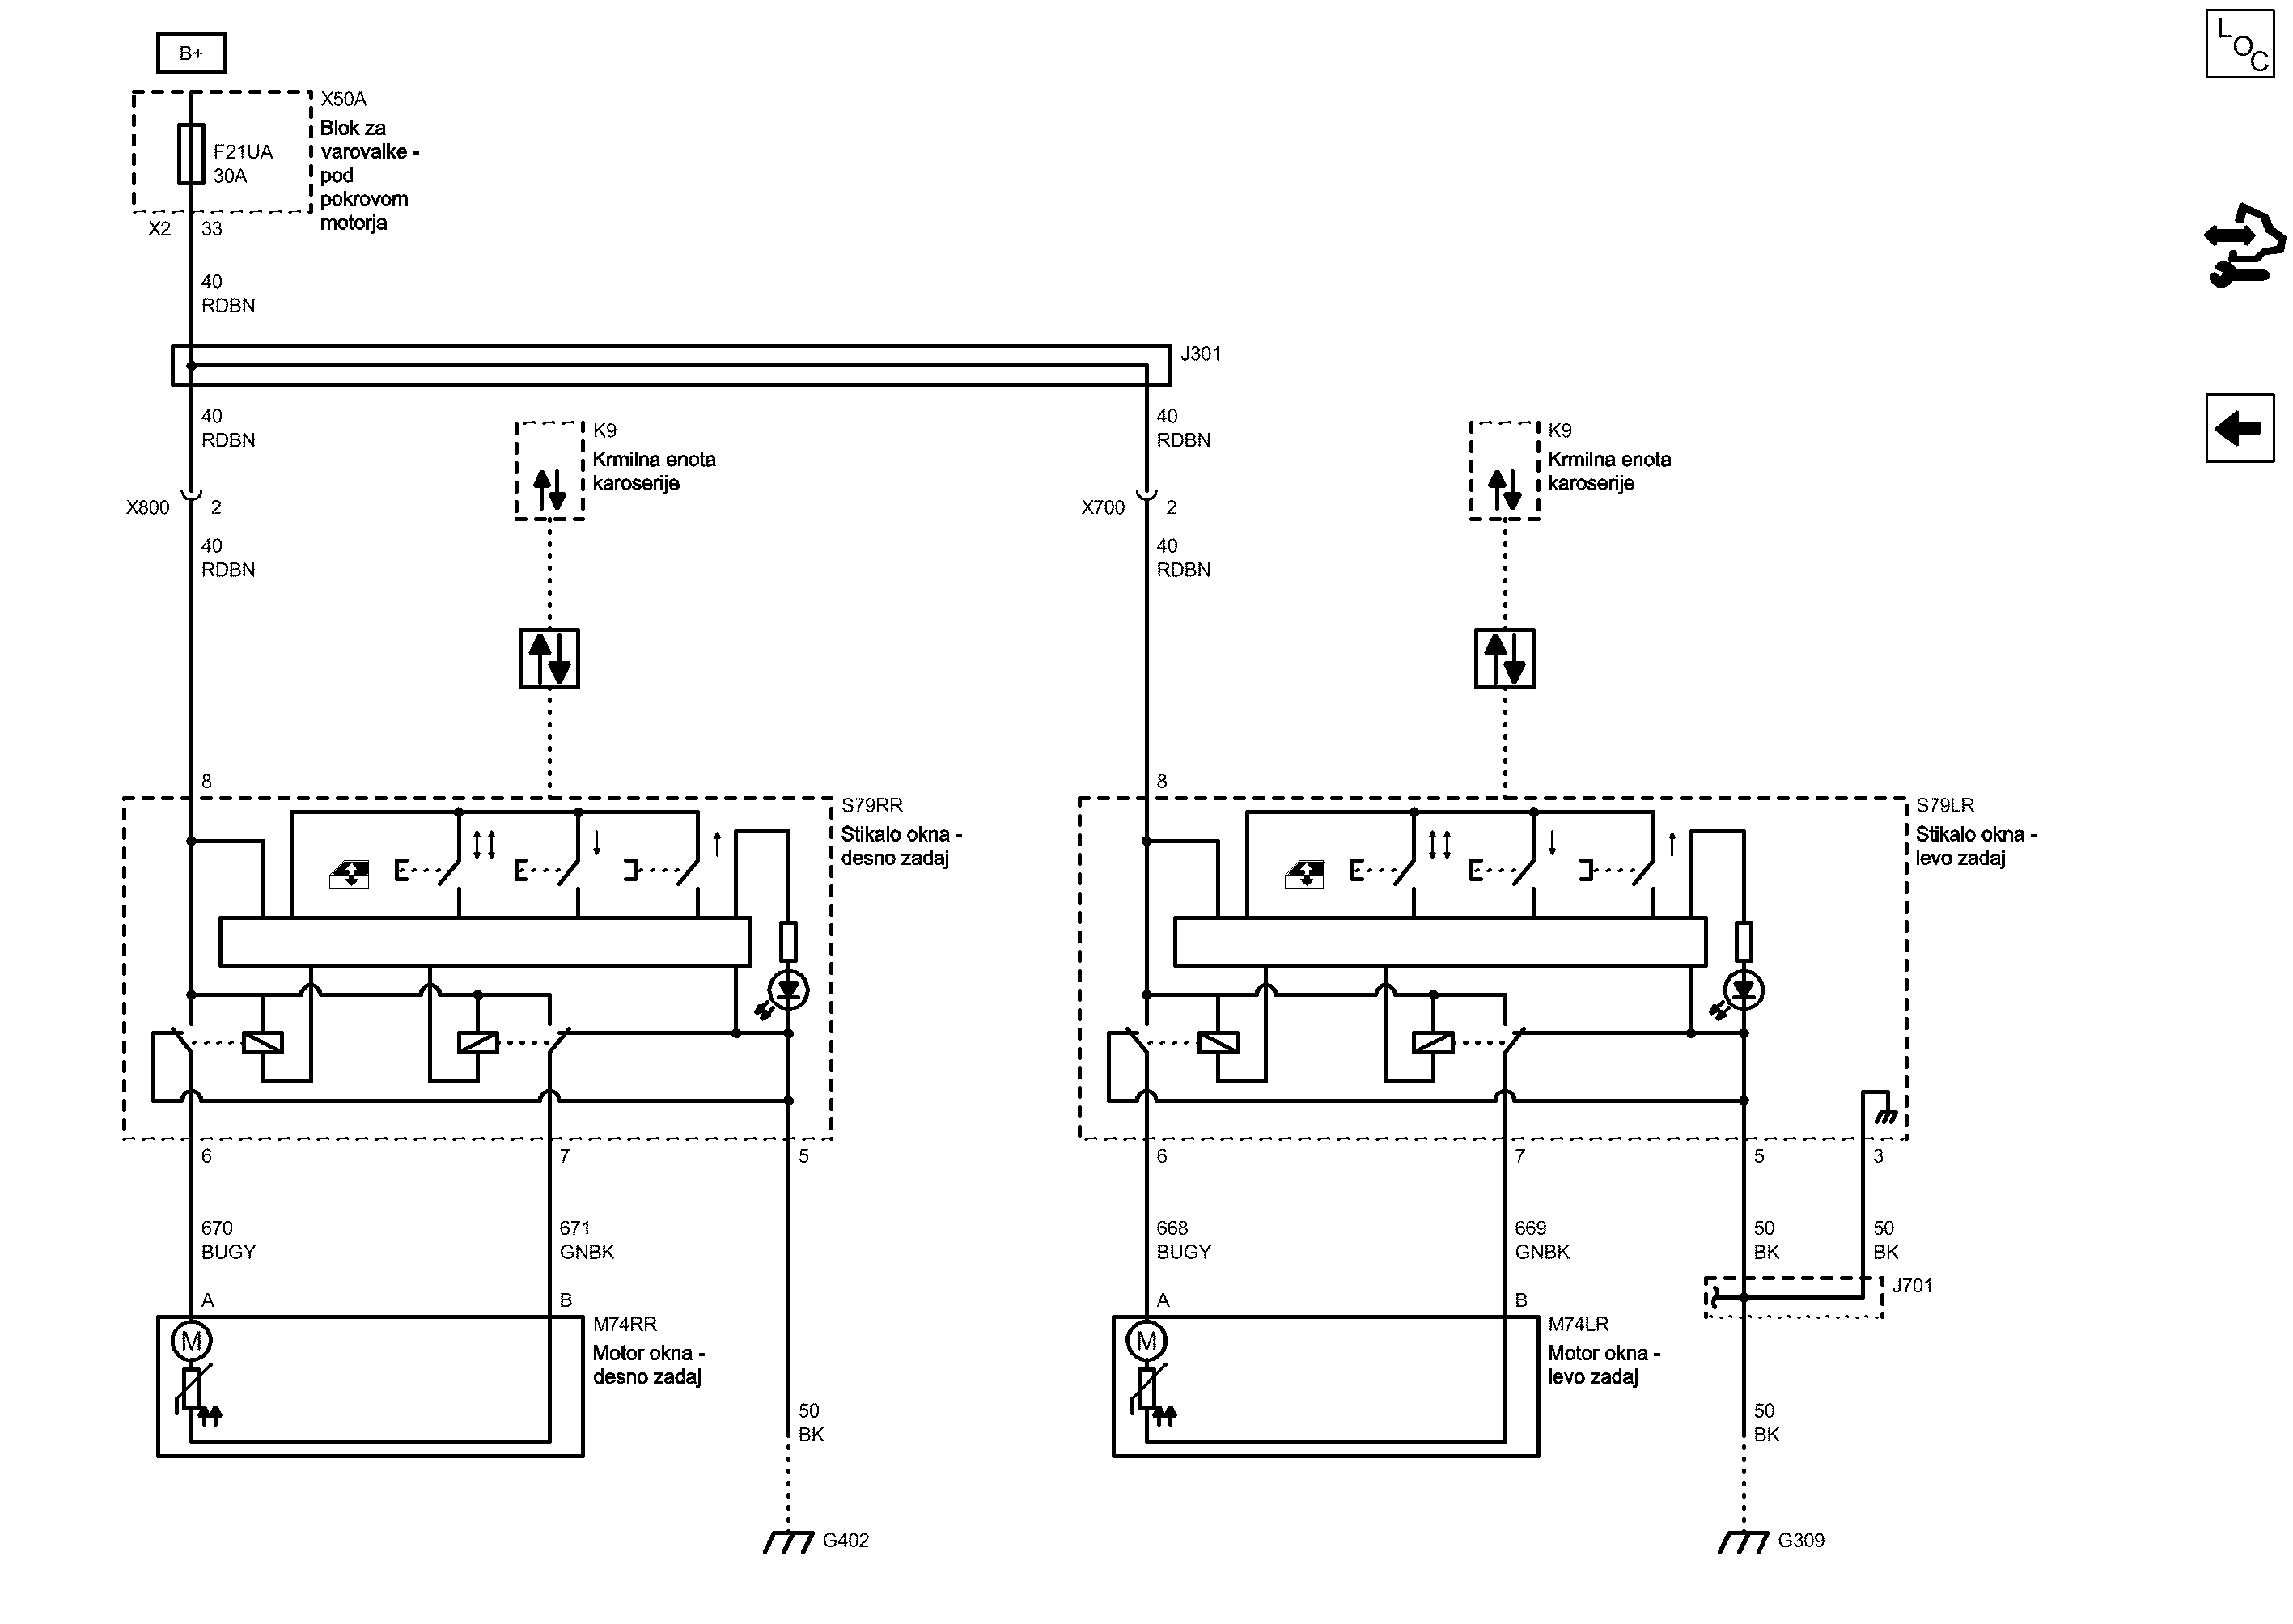 B+
LOC
X50A
Blok za
varovalke -
pod
pokrovom
motorja
F21UA
30A
X2
33
40
RDBN
J301
40
RDBN
K9
Krmilna enota
karoserije
40
RDBN
K9
Krmilna enota
karoserije
X800
2
X700
2
40
RDBN
40
RDBN
8
S79RR
Stikalo okna -
desno zadaj
8
S79LR
Stikalo okna -
levo zadaj
6
7
5
6
7
5
3
670
BUGY
671
GNBK
668
BUGY
669
GNBK
50
BK
50
BK
J701
A
B
M74RR
Motor okna -
desno zadaj
M
A
B
M74LR
Motor okna -
levo zadaj
M
50
BK
50
BK
G402
G309